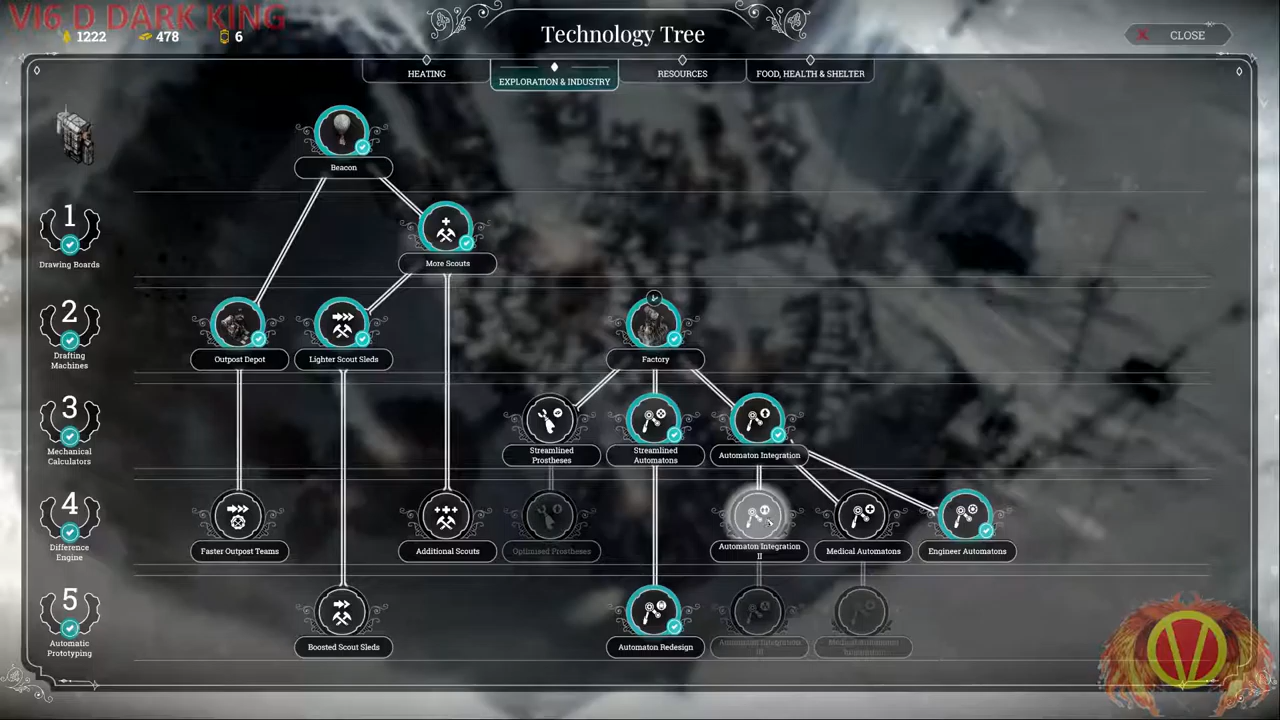 VI6 D DARK KING
1222 478 6
Technology Tree
CLOSE
HEATING
EXPLORATION & INDUSTRY
RESOURCES
FOOD, HEALTH & SHELTER
Beacon
1
Drawing Boards
More Scouts
2
Drafting
Machines
Outpost Depot
Lighter Scout Sleds
Factory
3
Mechanical
Calculators
Streamlined
Prostheses
Streamlined
Automatons
Automaton Integration
4
Difference
Engine
Faster Outpost Teams
Additional Scouts
Optimised Prostheses
Automaton Integration
II
Medical Automatons
Engineer Automatons
5
Automatic
Prototyping
Boosted Scout Sleds
Automaton Redesign
Automaton Integration
III
V